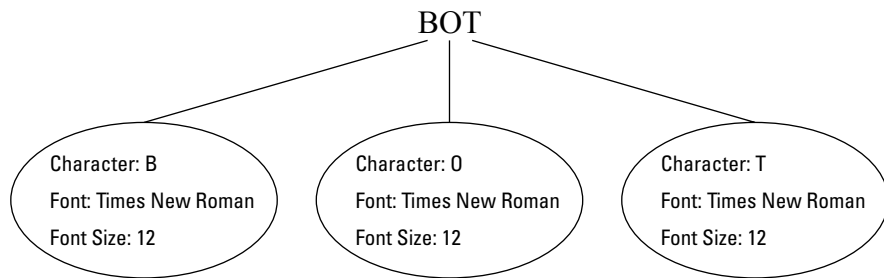 BOT
Character: B
Font: Times New Roman
Font Size: 12
Character: O
Font: Times New Roman
Font Size: 12
Character: T
Font: Times New Roman
Font Size: 12